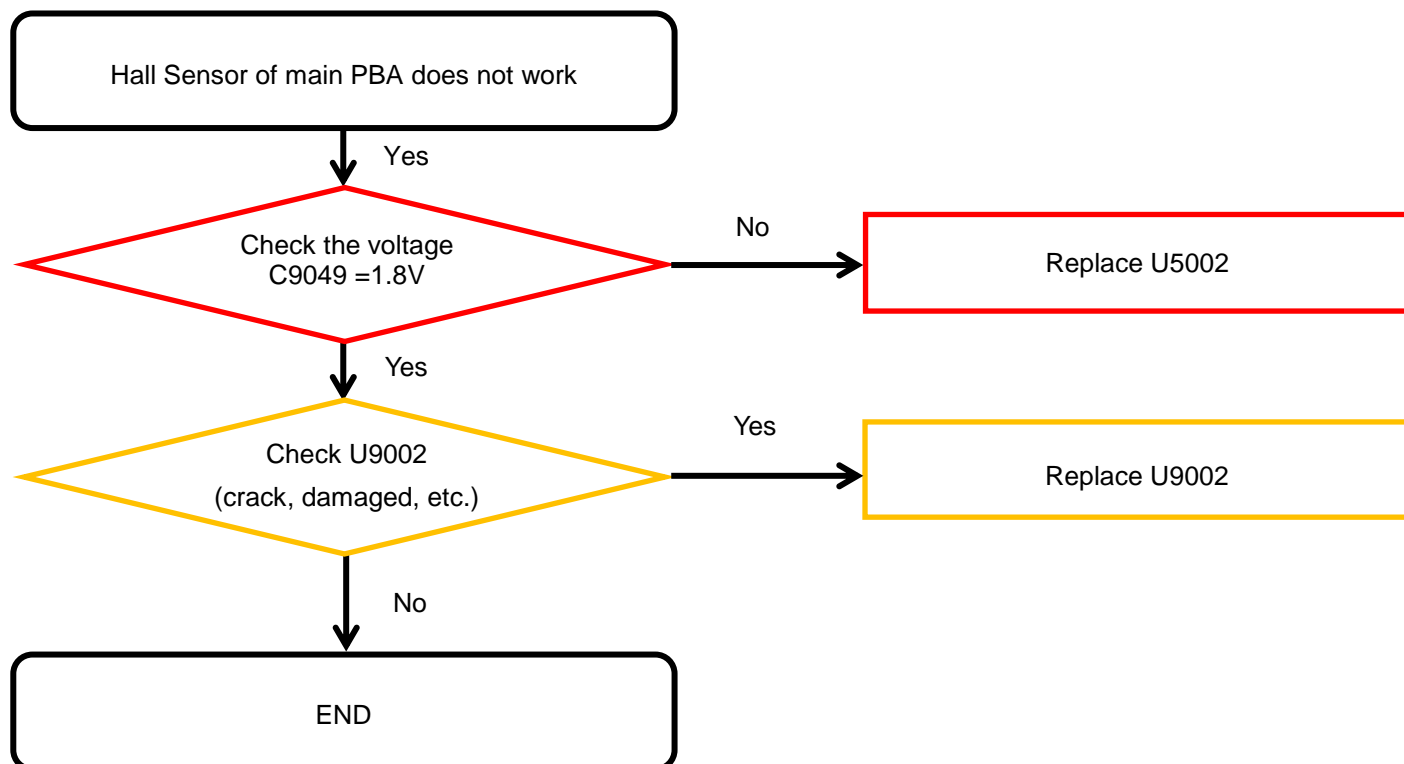 Hall Sensor of main PBA does not work
Yes
Check the voltage
C9049 =1.8V
No
Replace U5002
Yes
Check U9002
(crack, damaged, etc.)
Yes
Replace U9002
No
END